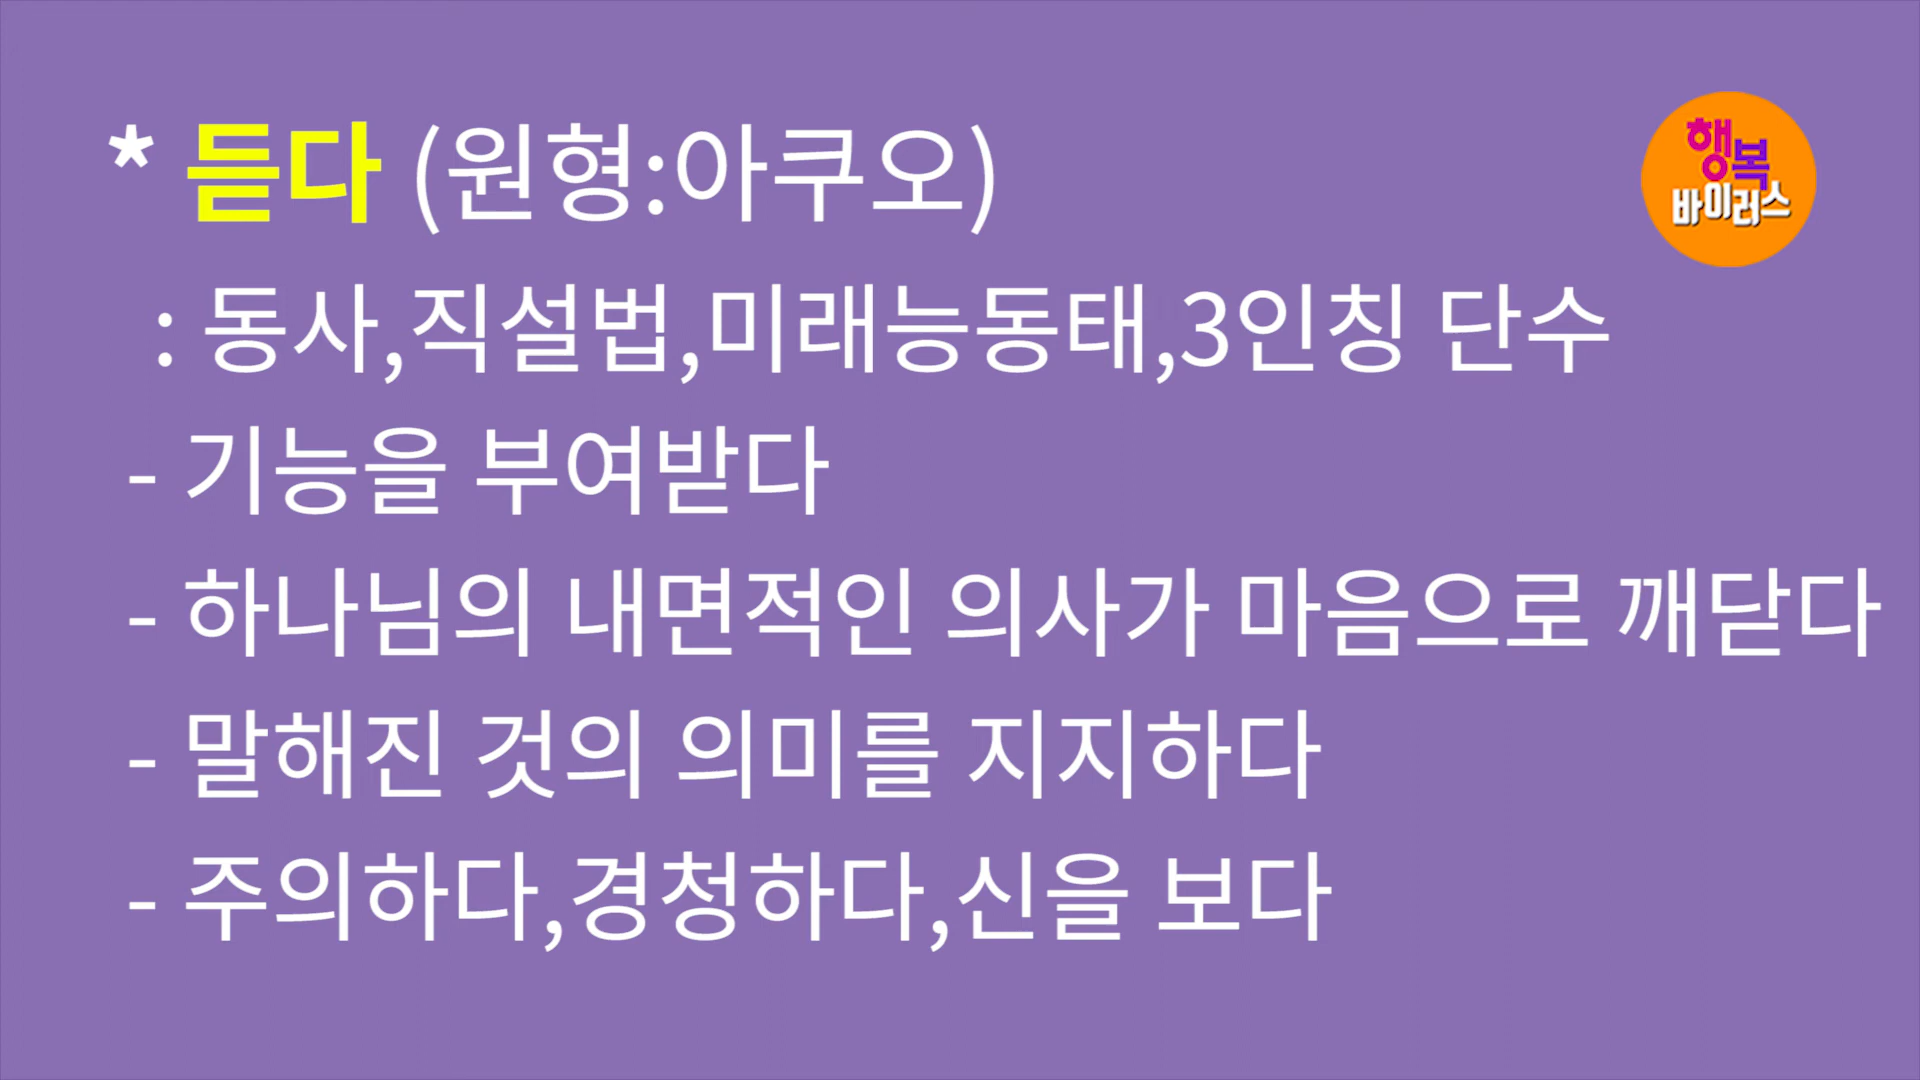 * 듣다 (원형:아쿠오)
: 동사,직설법,미래능동태,3인칭 단수
- 기능을 부여받다
- 하나님의 내면적인 의사가 마음으로 깨닫다
- 말해진 것의 의미를 지지하다
- 주의하다,경청하다,신을 보다
행복
바이러스